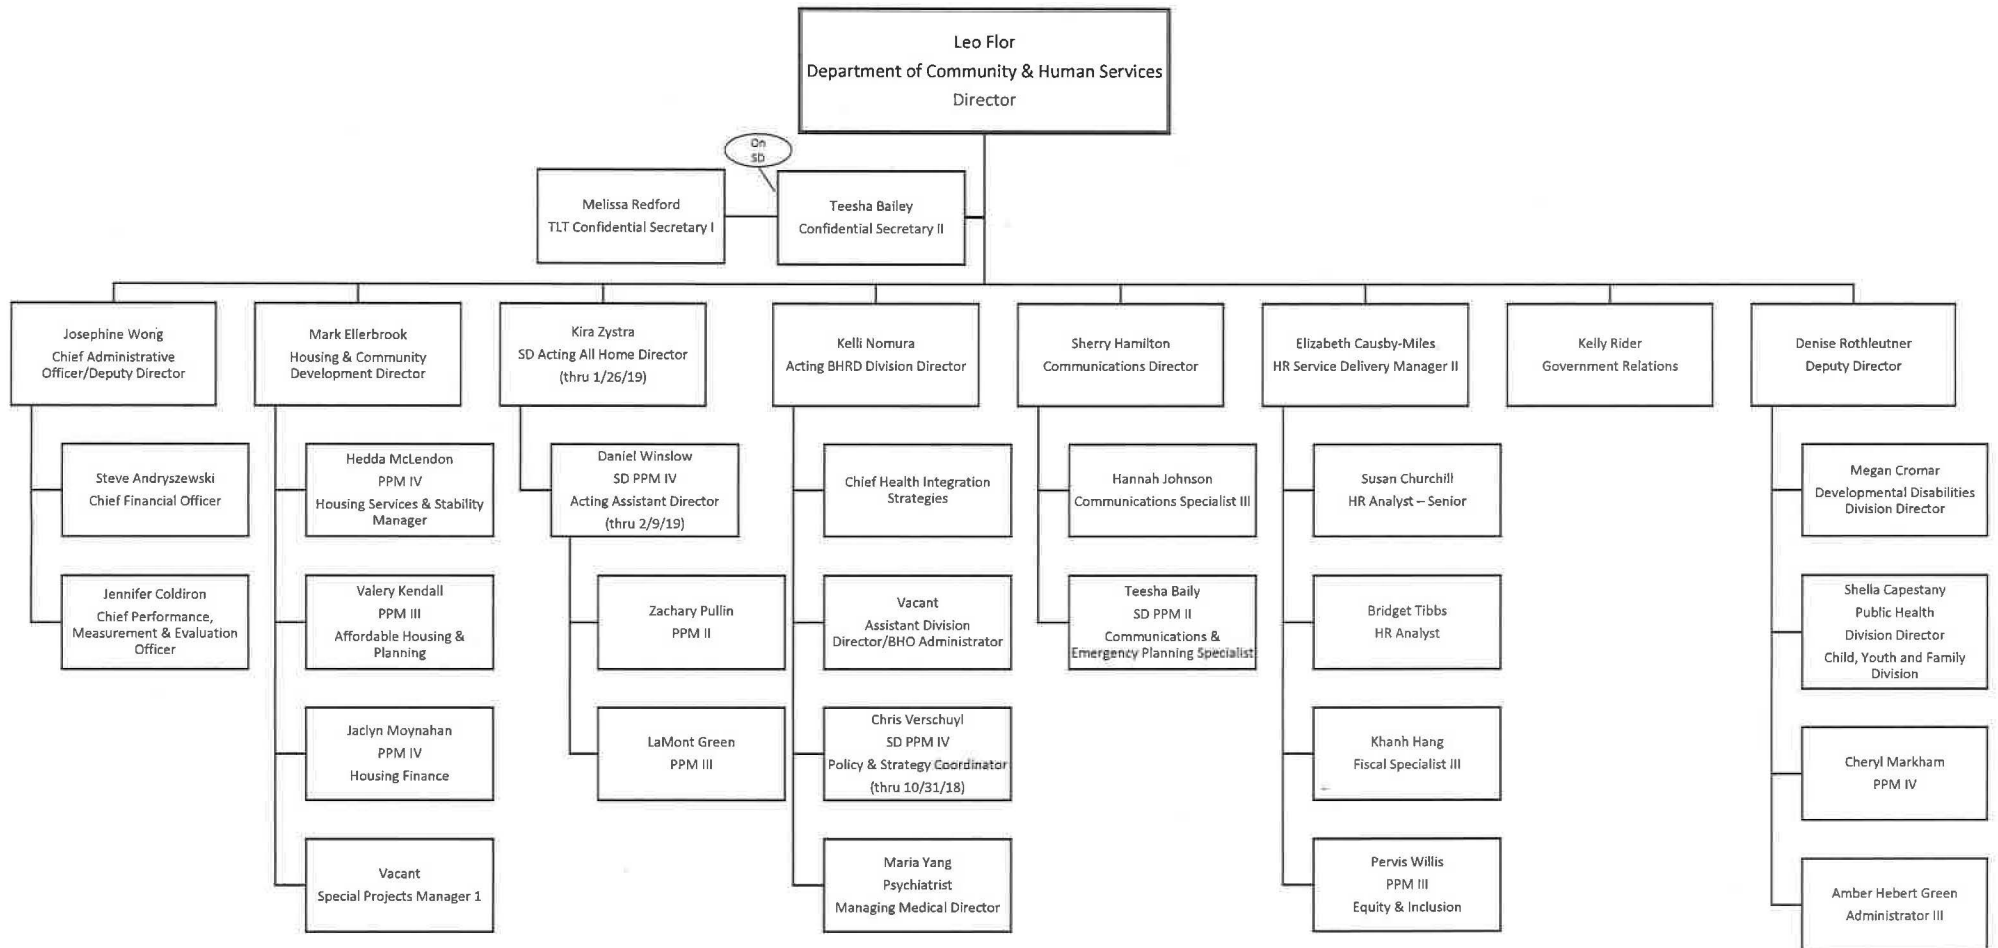 Leo Flor
Department of Community & Human Services
Director
On
SD
Melissa Redford
TLT Confidential Secretary I
Teesha Bailey
Confidential Secretary II
Josephine Wong
Chief Administrative
Officer/Deputy Director
Mark Ellerbrook
Housing & Community
Development Director
Kira Zystra
SD Acting All Home Director
(thru 1/26/19)
Kelli Nomura
Acting BHRD Division Director
Sherry Hamilton
Communications Director
Elizabeth Causby-Miles
HR Service Delivery Manager II
Kelly Rider
Government Relations
Denise Rothleutner
Deputy Director
Steve Andryszewski
Chief Financial Officer
Jennifer Coldiron
Chief Performance,
Measurement & Evaluation
Officer
Hedda McLendon
PPM IV
Housing Services & Stability
Manager
Valery Kendall
PPM III
Affordable Housing &
Planning
Jaclyn Moynahan
PPM IV
Housing Finance
Vacant
Special Projects Manager 1
Daniel Winslow
SD PPM IV
Acting Assistant Director
(thru 2/9/19)
Zachary Pullin
PPM II
LaMont Green
PPM III
Chief Health Integration
Strategies
Vacant
Assistant Division
Director/BHO Administrator
Chris Verschuyl
SD PPM IV
Policy & Strategy Coordinator
(thru 10/31/18)
Maria Yang
Psychiatrist
Managing Medical Director
Hannah Johnson
Communications Specialist III
Teesha Baily
SD PPM II
Communications &
Emergency Planning Specialist
Susan Churchill
HR Analyst – Senior
Bridget Tibbs
HR Analyst
Khanh Hang
Fiscal Specialist III
Pervis Willis
PPM III
Equity & Inclusion
Megan Cromar
Developmental Disabilities
Division Director
Shella Capestany
Public Health
Division Director
Child, Youth and Family
Division
Cheryl Markham
PPM IV
Amber Hebert Green
Administrator III